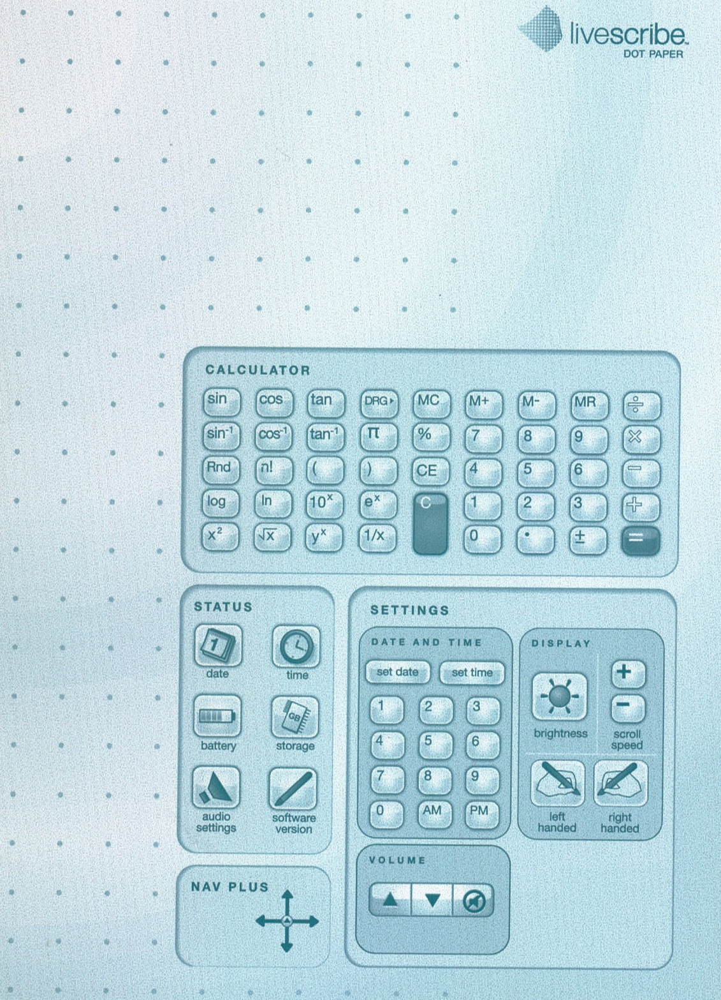 livescribe™
DOT PAPER
CALCULATOR
sin cos tan DRG▸ MC M+ M- MR ÷
sin⁻¹ cos⁻¹ tan⁻¹ π % 7 8 9 ×
Rnd n! ( ) CE 4 5 6 −
log ln 10ˣ eˣ C 1 2 3 +
x² √x yˣ 1/x 0 . ± =
STATUS
1
date time
GB
battery storage
audio settings
software version
NAV PLUS
SETTINGS
DATE AND TIME
set date set time
1 2 3
4 5 6
7 8 9
0 AM PM
DISPLAY
+
−
brightness
scroll
speed
left
handed
right
handed
VOLUME